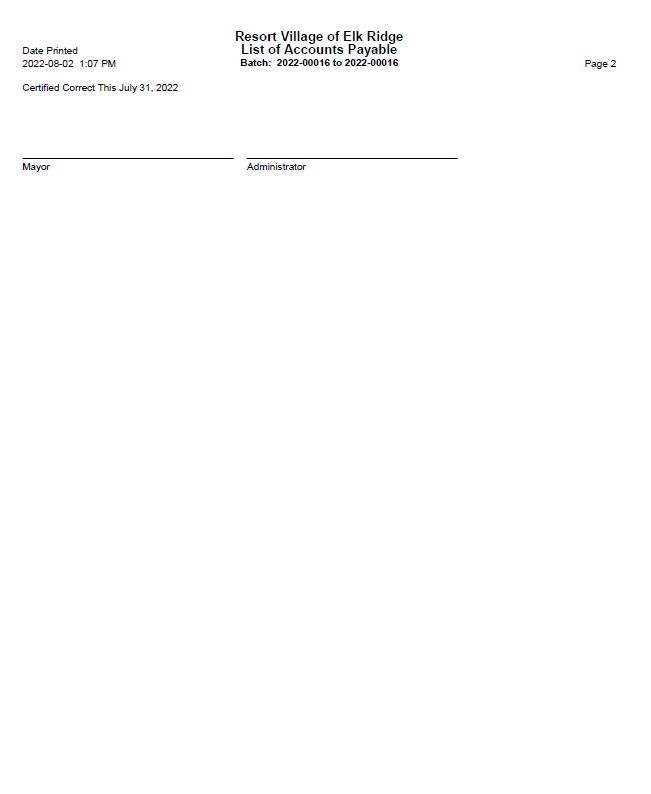 Resort Village of Elk Ridge
Date Printed
List of Accounts Payable
2022-08-02 1:07 PM
Batch: 2022-00016 to 2022-00016
Page 2
Certified Correct This July 31, 2022
Mayor
Administrator